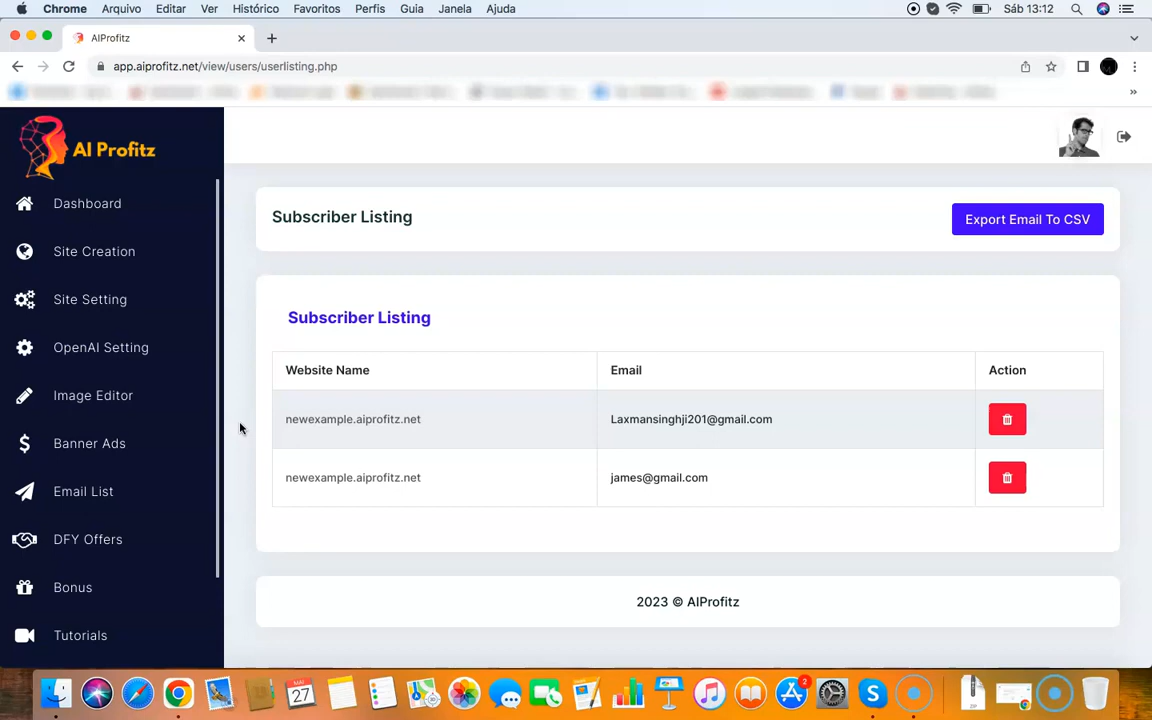 Chrome Arquivo Editar Ver Histórico Favoritos Perfis Guia Janela Ajuda Sáb 13:12
AIProfitz
app.aiprofitz.net/view/users/userlisting.php
AI Profitz
Dashboard
Site Creation
Site Setting
OpenAI Setting
Image Editor
Banner Ads
Email List
DFY Offers
Bonus
Tutorials
Subscriber Listing
Export Email To CSV
Subscriber Listing
Website Name Email Action
newexample.aiprofitz.net Laxmansinghji201@gmail.com
newexample.aiprofitz.net james@gmail.com
2023 © AIProfitz
MAI
27
2